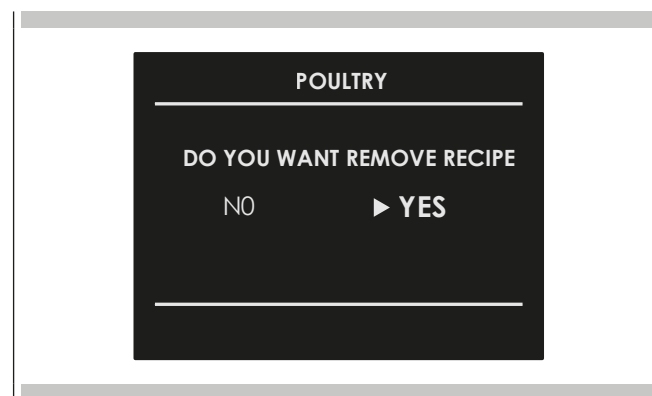 POULTRY
DO YOU WANT REMOVE RECIPE
N0 ▶ YES